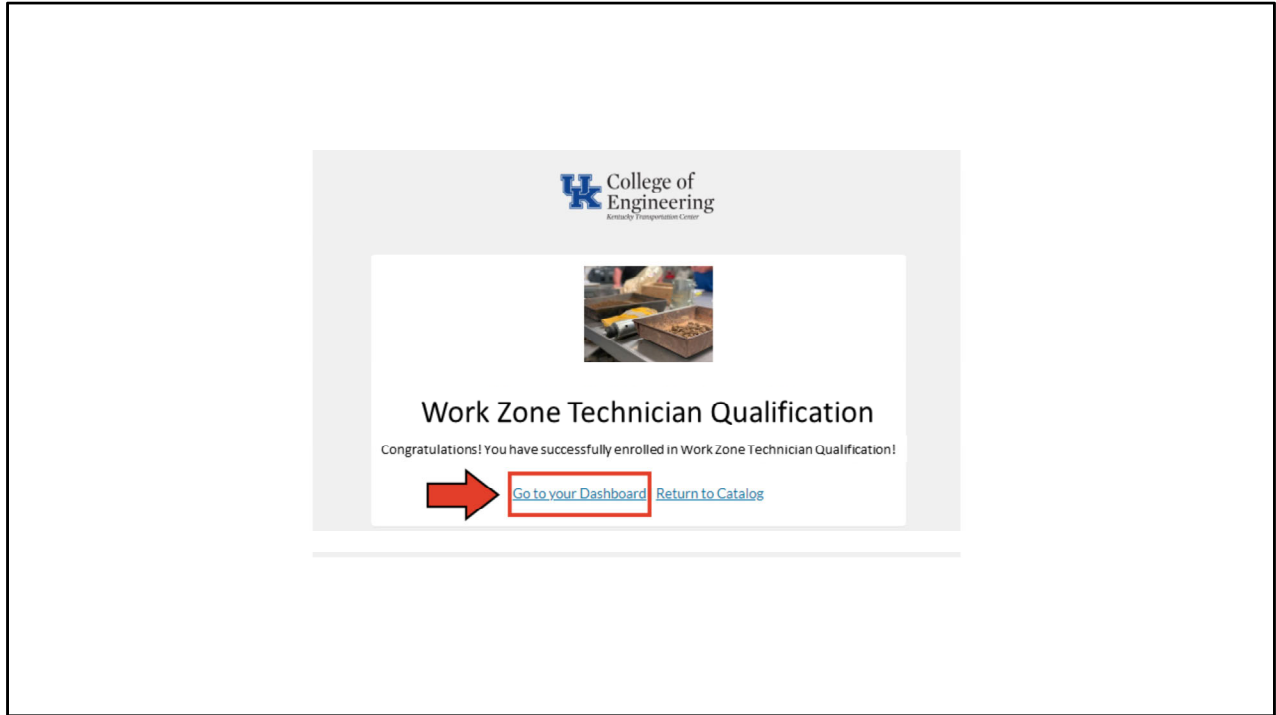 UK College of
Engineering
Kentucky Transportation Center
Work Zone Technician Qualification
Congratulations! You have successfully enrolled in Work Zone Technician Qualification!
Go to your Dashboard Return to Catalog